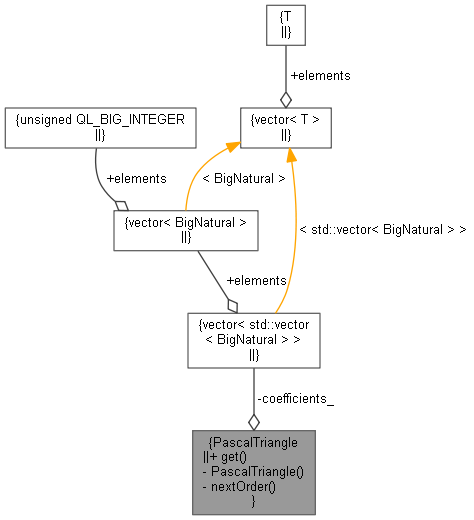 {T
||}
+elements
{unsigned QL_BIG_INTEGER
||}
{vector< T >
||}
+elements
< BigNatural >
{vector< BigNatural >
||}
< std::vector< BigNatural > >
+elements
{vector< std::vector
< BigNatural > >
||}
-coefficients_
{PascalTriangle
||+ get()
- PascalTriangle()
- nextOrder()
}